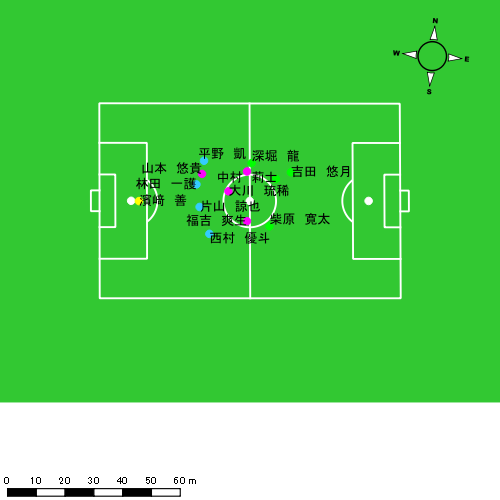 N
W
E
S
平野 凱
深堀 龍
山本 悠貴
中村 莉士
吉田 悠月
林田 一護
大川 琉稀
濱﨑 善
片山 諒也
福吉 爽生
柴原 寛太
西村 優斗
0 10 20 30 40 50 60 m